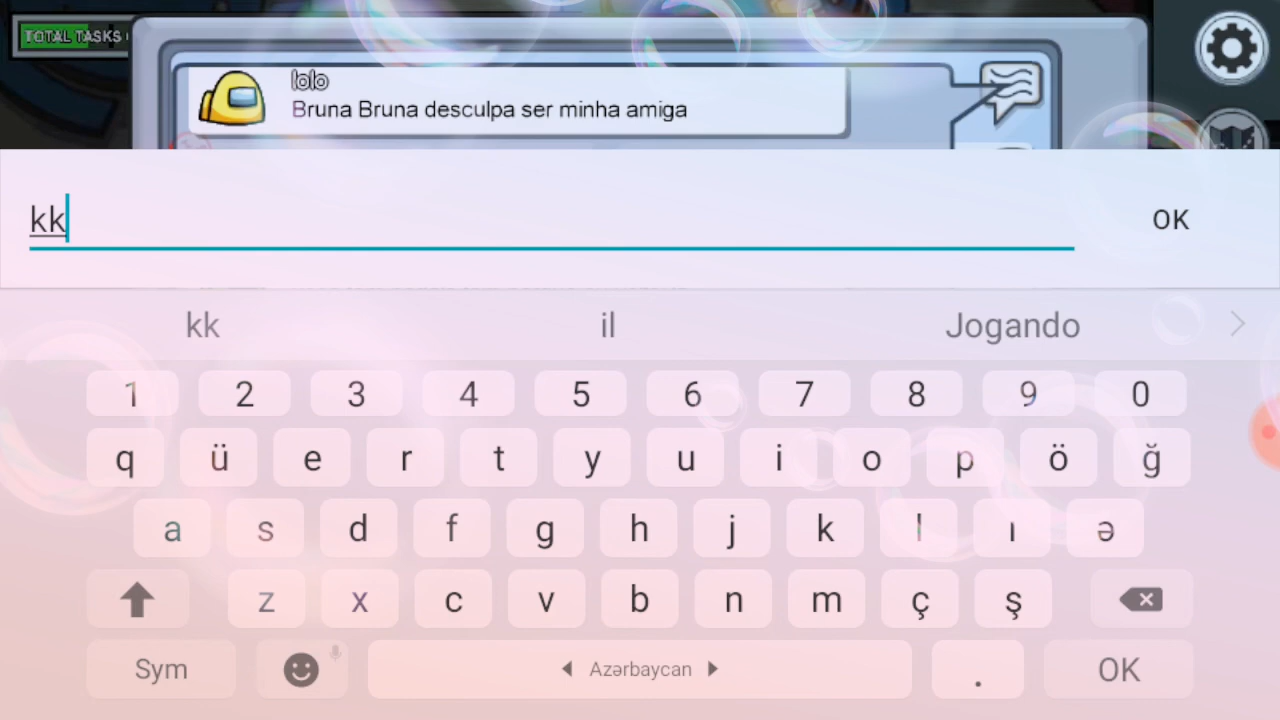 TOTAL TASKS
lolo
Bruna Bruna desculpa ser minha amiga
kk
OK
kk il Jogando
1 2 3 4 5 6 7 8 9 0
q ü e r t y u i o p ö ğ
a s d f g h j k l ı ə
z x c v b n m ç ş
Sym Azərbaycan . OK